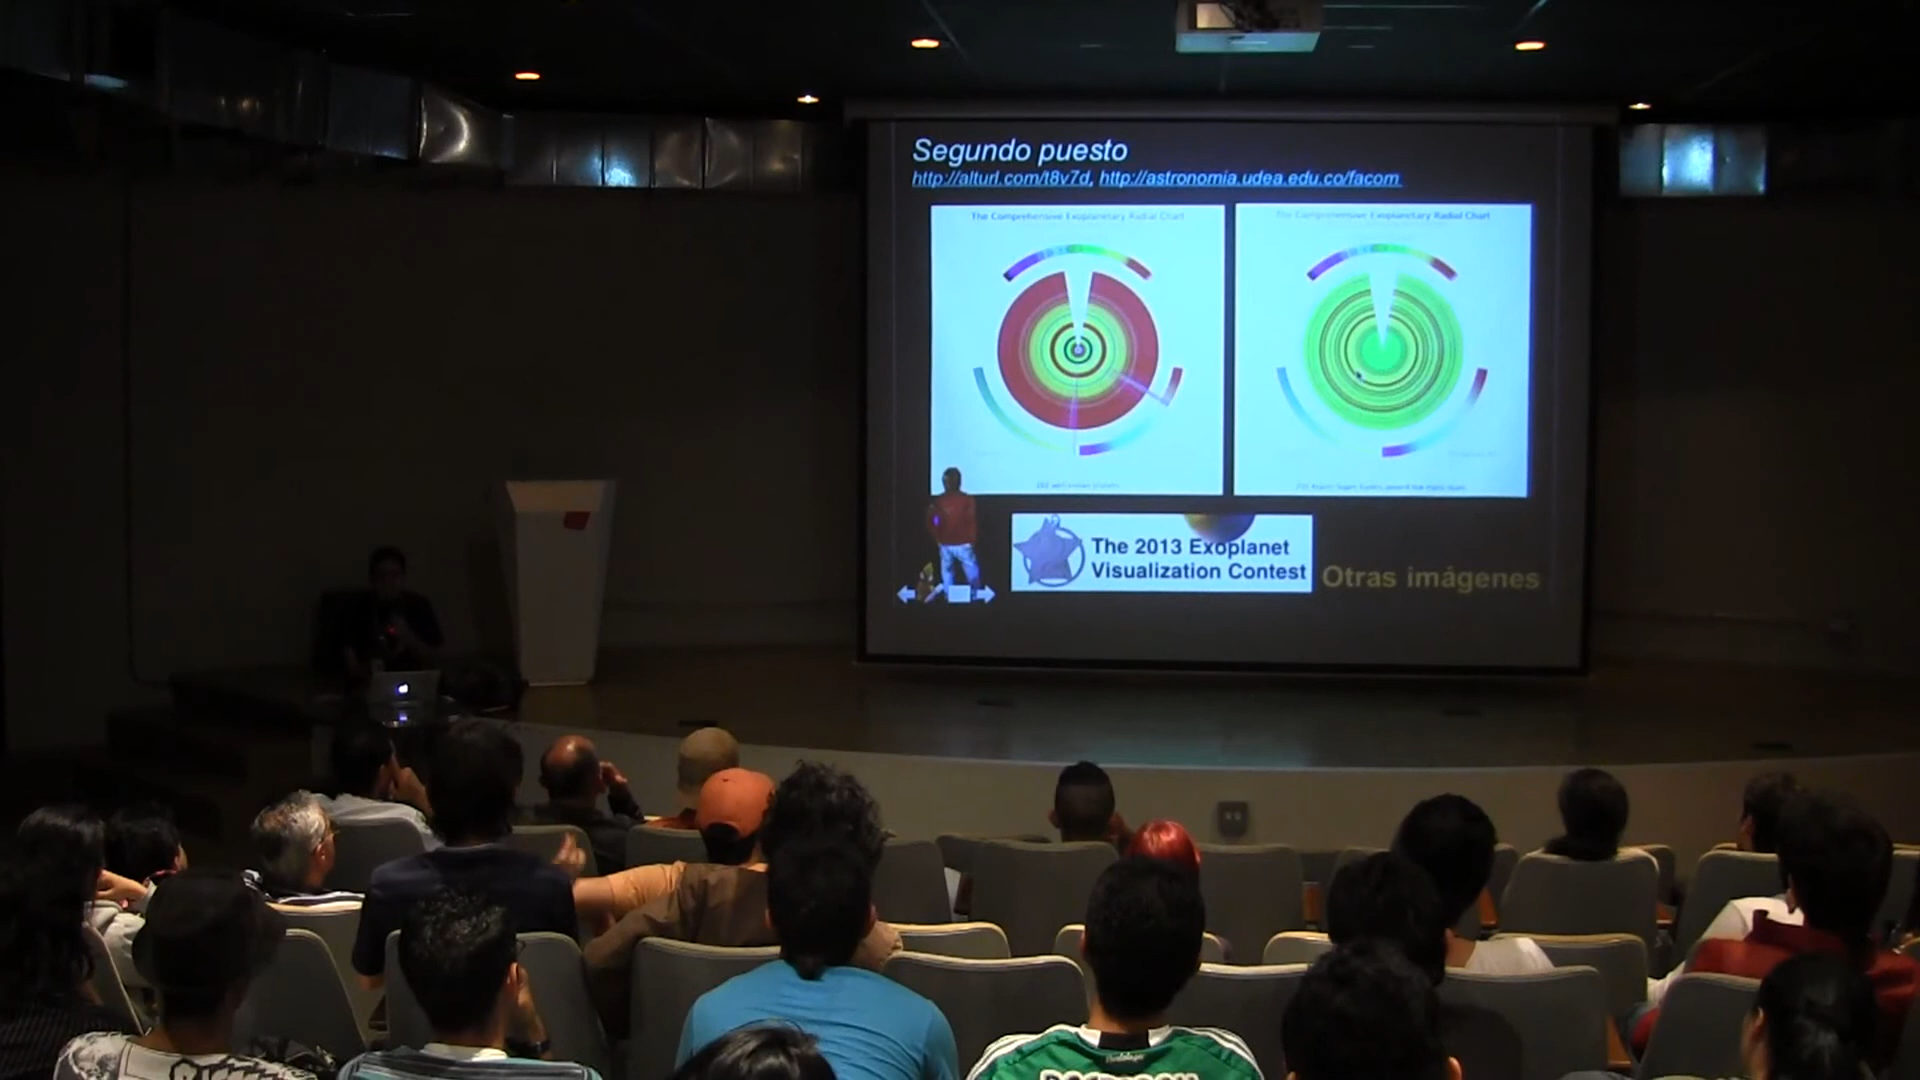 Segundo puesto
http://alturl.com/t8v7d, http://astronomia.udea.edu.co/facom
The Comprehensive Exoplanetary Radial Chart
The Comprehensive Exoplanetary Radial Chart
The 2013 Exoplanet
Visualization Contest
Otras imágenes